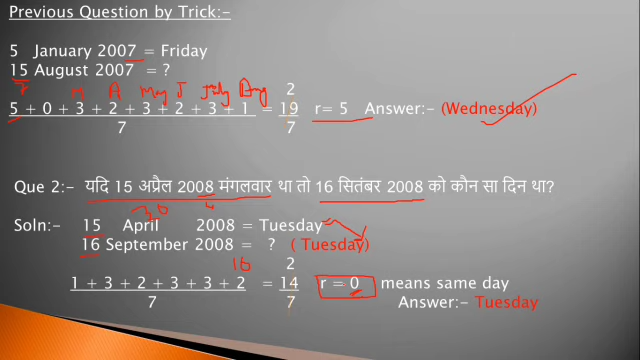 Previous Question by Trick:-
5 January 2007 = Friday
15 August 2007 = ?
M A May J July Aug
5 + 0 + 3 + 2 + 3 + 2 + 3 + 1 = 19 r= 5 Answer:- (Wednesday)
7 7
2
Que 2:- यदि 15 अप्रैल 2008 मंगलवार था तो 16 सितंबर 2008 को कौन सा दिन था?
30
Soln:- 15 April 2008 = Tuesday
16 September 2008 = ? ( Tuesday)
16 2
1 + 3 + 2 + 3 + 3 + 2 = 14 r = 0 means same day
7 7 Answer:- Tuesday